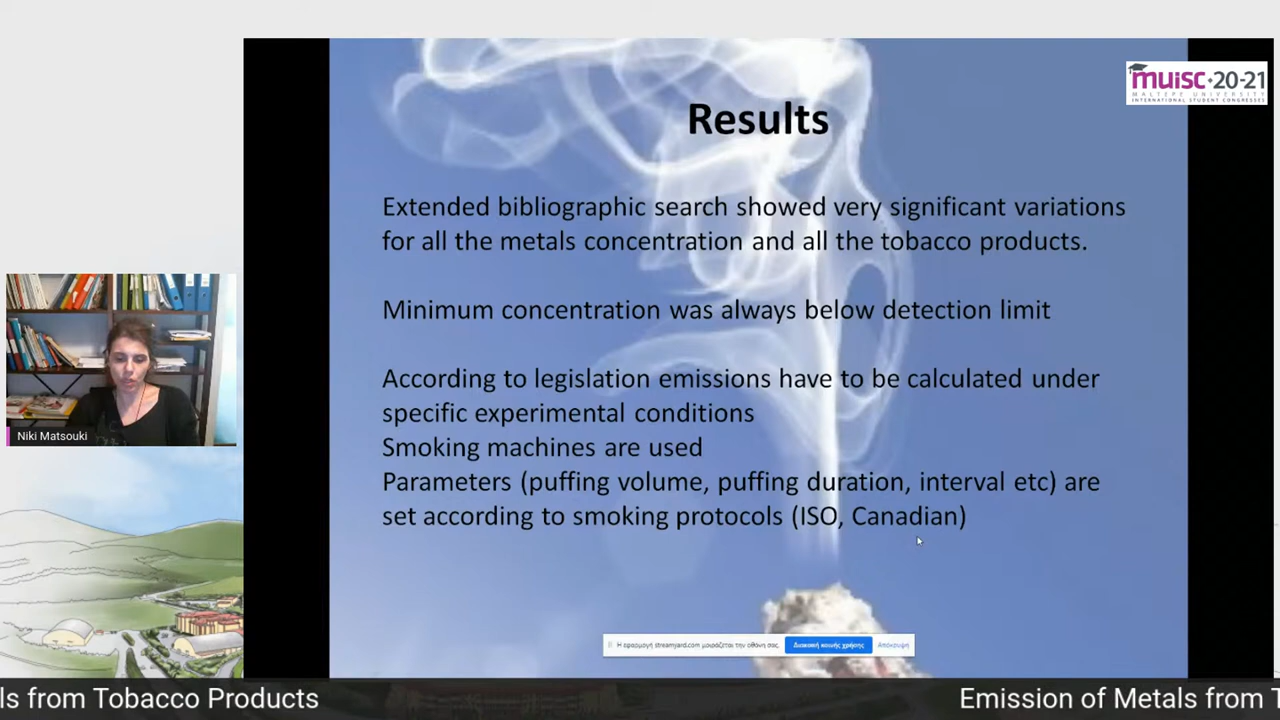 muisc•20-21
MALTEPE UNIVERSITY
INTERNATIONAL STUDENT CONGRESSES
Results
Extended bibliographic search showed very significant variations
for all the metals concentration and all the tobacco products.
Minimum concentration was always below detection limit
According to legislation emissions have to be calculated under
specific experimental conditions
Smoking machines are used
Parameters (puffing volume, puffing duration, interval etc) are
set according to smoking protocols (ISO, Canadian)
Niki Matsouki
Η εφαρμογή streamyard.com μοιράζεται την οθόνη σας.
Διακοπή κοινής χρήσης
Απόκρυψη
ls from Tobacco Products
Emission of Metals from T